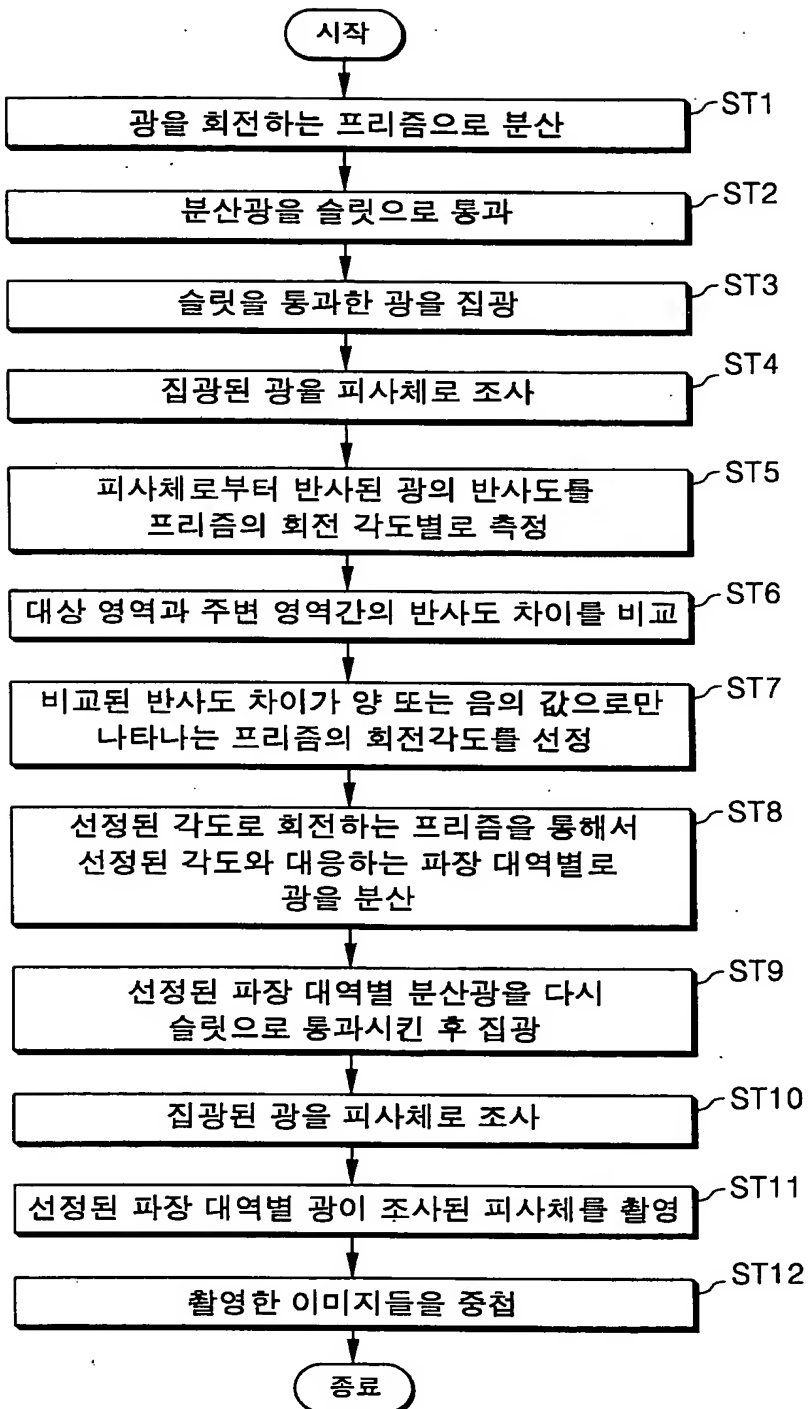 시작
광을 회전하는 프리즘으로 분산
ST1
분산광을 슬릿으로 통과
ST2
슬릿을 통과한 광을 집광
ST3
집광된 광을 피사체로 조사
ST4
피사체로부터 반사된 광의 반사도를
프리즘의 회전 각도별로 측정
ST5
대상 영역과 주변 영역간의 반사도 차이를 비교
ST6
비교된 반사도 차이가 양 또는 음의 값으로만
나타나는 프리즘의 회전각도를 선정
ST7
선정된 각도로 회전하는 프리즘을 통해서
선정된 각도와 대응하는 파장 대역별로
광을 분산
ST8
선정된 파장 대역별 분산광을 다시
슬릿으로 통과시킨 후 집광
ST9
집광된 광을 피사체로 조사
ST10
선정된 파장 대역별 광이 조사된 피사체를 촬영
ST11
촬영한 이미지들을 중첩
ST12
종료